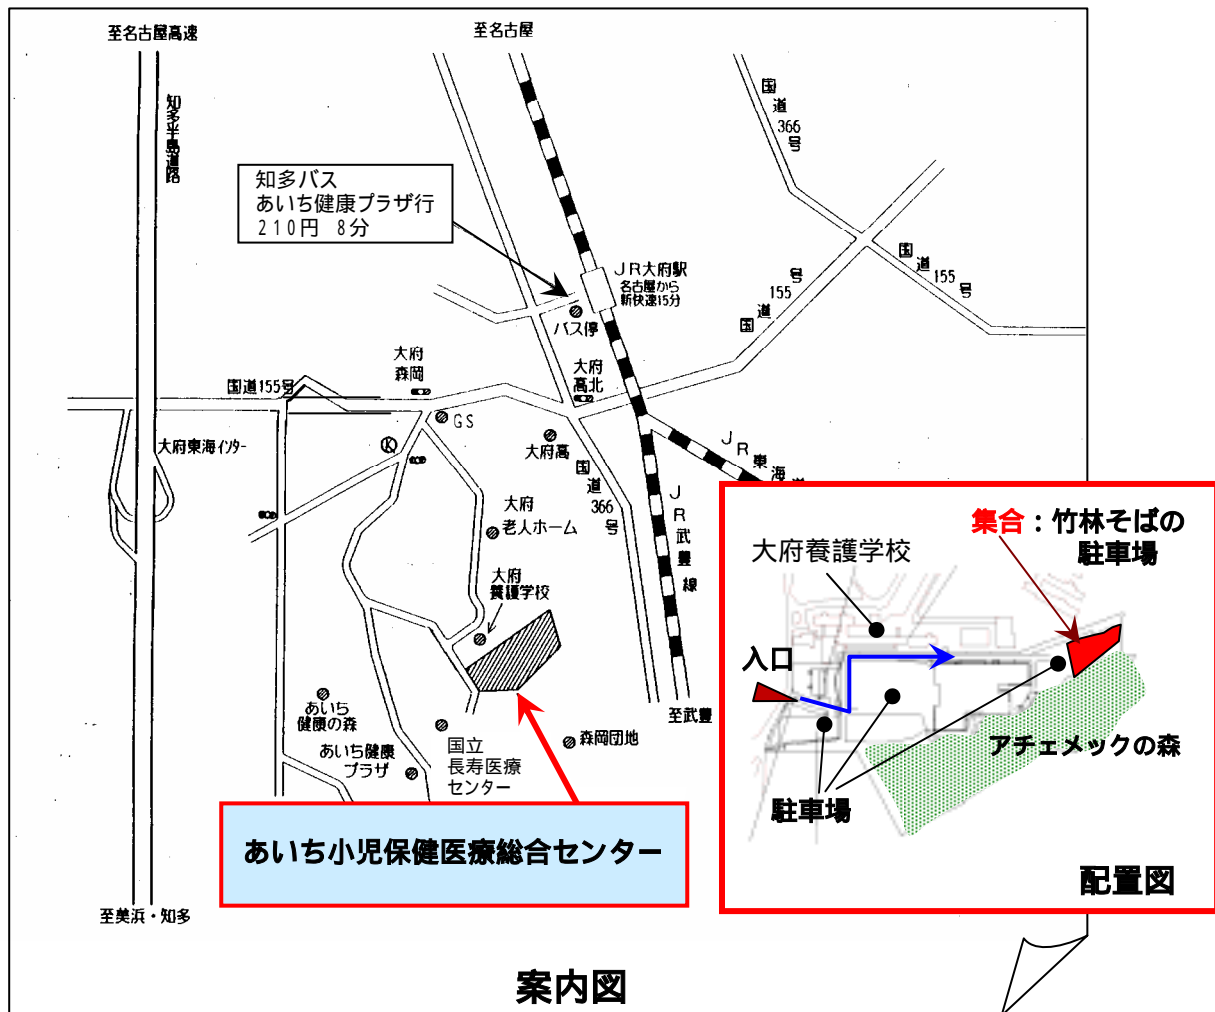 至名古屋高速
至名古屋
知多半島道路
国道366号
知多バス
あいち健康プラザ行
210円 8分
JR大府駅
名古屋から
新快速15分
バス停
国道155号
国道155号
大府
森岡
大府
高北
国道155号
GS
K
大府東海インター
大府高
国道366号
JR東海道
JR武豊線
大府
老人ホーム
大府
養護学校
至武豊
あいち
健康の森
国立
長寿医療
センター
森岡団地
あいち健康
プラザ
あいち小児保健医療総合センター
至美浜・知多
集合：竹林そばの
駐車場
大府養護学校
入口
アチェメックの森
駐車場
配置図
案内図